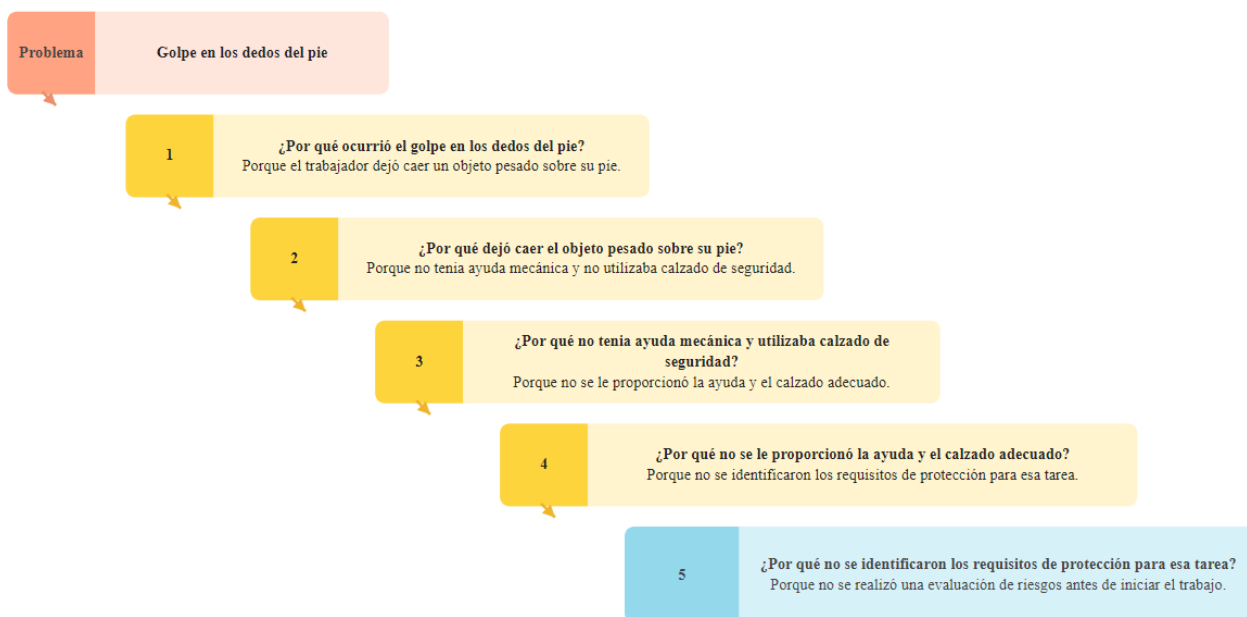 Problema
Golpe en los dedos del pie
1
¿Por qué ocurrió el golpe en los dedos del pie?
Porque el trabajador dejó caer un objeto pesado sobre su pie.
2
¿Por qué dejó caer el objeto pesado sobre su pie?
Porque no tenia ayuda mecánica y no utilizaba calzado de seguridad.
3
¿Por qué no tenia ayuda mecánica y utilizaba calzado de
seguridad?
Porque no se le proporcionó la ayuda y el calzado adecuado.
4
¿Por qué no se le proporcionó la ayuda y el calzado adecuado?
Porque no se identificaron los requisitos de protección para esa tarea.
5
¿Por qué no se identificaron los requisitos de protección para esa tarea?
Porque no se realizó una evaluación de riesgos antes de iniciar el trabajo.